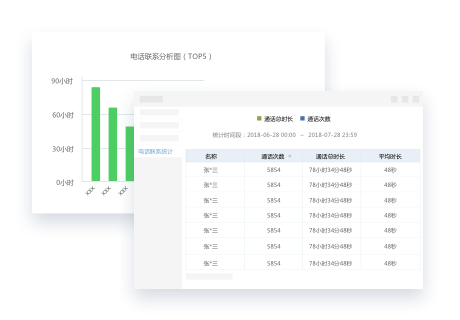 电话联系分析图（TOP5）
90小时
60小时
30小时
0小时
XXX XXX XXX
通话总时长 通话次数
统计时间段：2018-06-28 00:00 ~ 2018-07-28 23:59
电话联系统计
名称 通话次数 通话总时长 平均时长
张*三 5854 78小时34分48秒 48秒
张*三 5854 78小时34分48秒 48秒
张*三 5854 78小时34分48秒 48秒
张*三 5854 78小时34分48秒 48秒
张*三 5854 78小时34分48秒 48秒
张*三 5854 78小时34分48秒 48秒
张*三 5854 78小时34分48秒 48秒